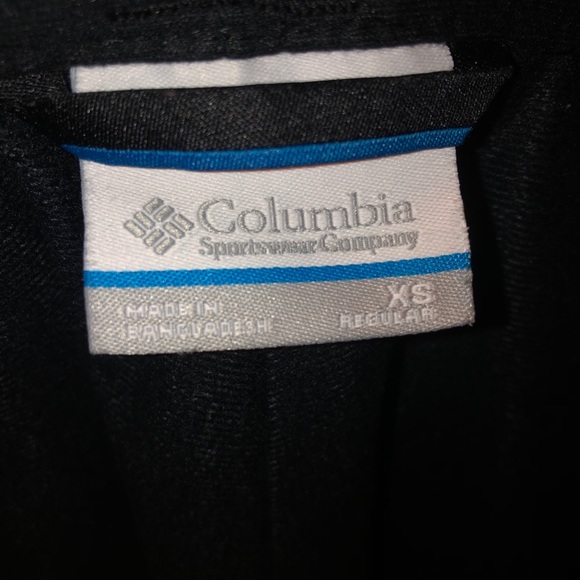 Columbia
Sportswear Company
MADE IN
BANGLADESH
XS
REGULAR